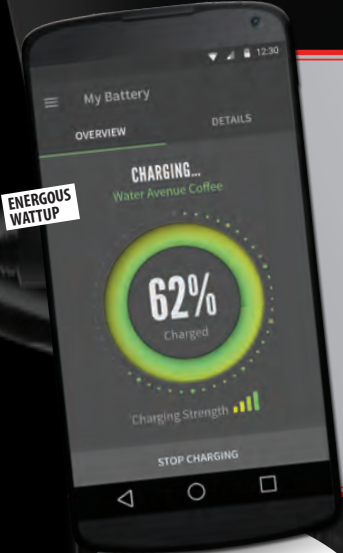 12:30
My Battery
OVERVIEW DETAILS
CHARGING...
Water Avenue Coffee
ENERGOUS
WATTUP
62%
Charged
Charging Strength
STOP CHARGING